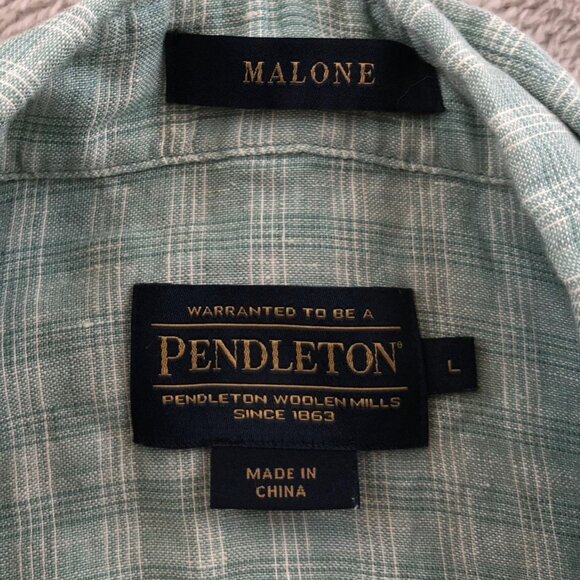 MALONE
WARRANTED TO BE A
PENDLETON®
L
PENDLETON WOOLEN MILLS
SINCE 1863
MADE IN
CHINA